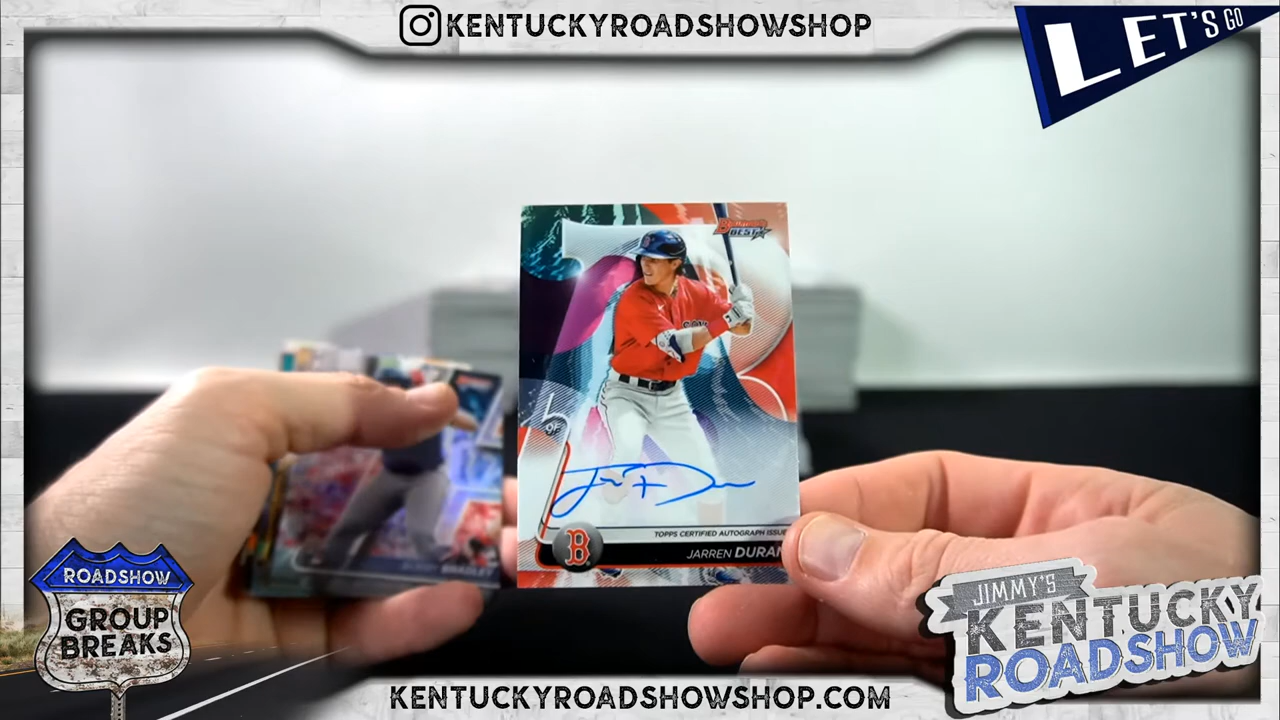 KENTUCKYROADSHOWSHOP
LET'S GO
BOWMAN'S
BEST
1
OF
TOPPS CERTIFIED AUTOGRAPH ISSUE
B
JARREN DURAN
ROADSHOW
GROUP
BREAKS
JIMMY'S
KENTUCKY
ROADSHOW
KENTUCKYROADSHOWSHOP.COM